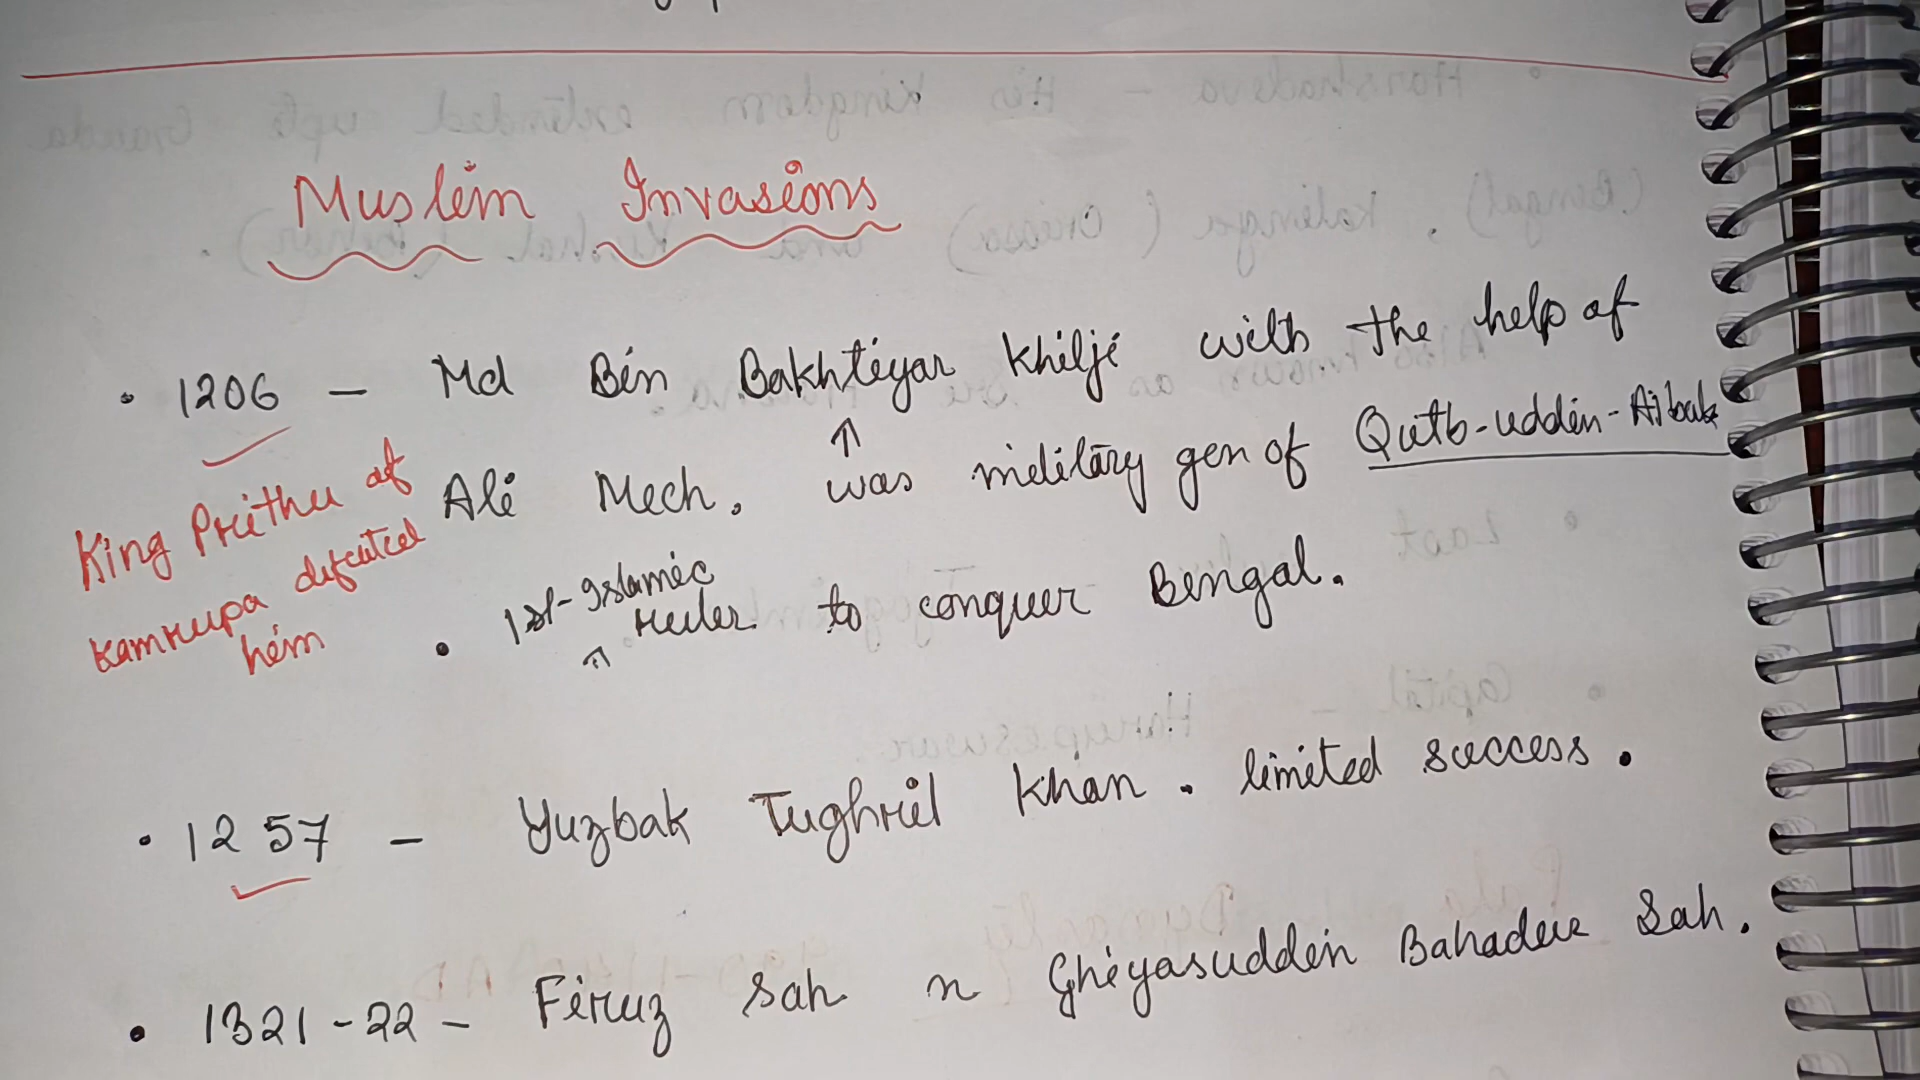 Muslim Invasions
• 1206 – Md Bin Bakhtiyar Khilji with the help of
Ali Mech. was military gen of Qutb-uddin-Aibak
King Prithu of
Kamrupa defeated
him
• 1st-Islamic
ruler to conquer Bengal.
• 1257 – Yuzbak Tughril Khan. limited success.
• 1321-22 – Firuz Sah n Ghiyasuddin Bahadur Sah.